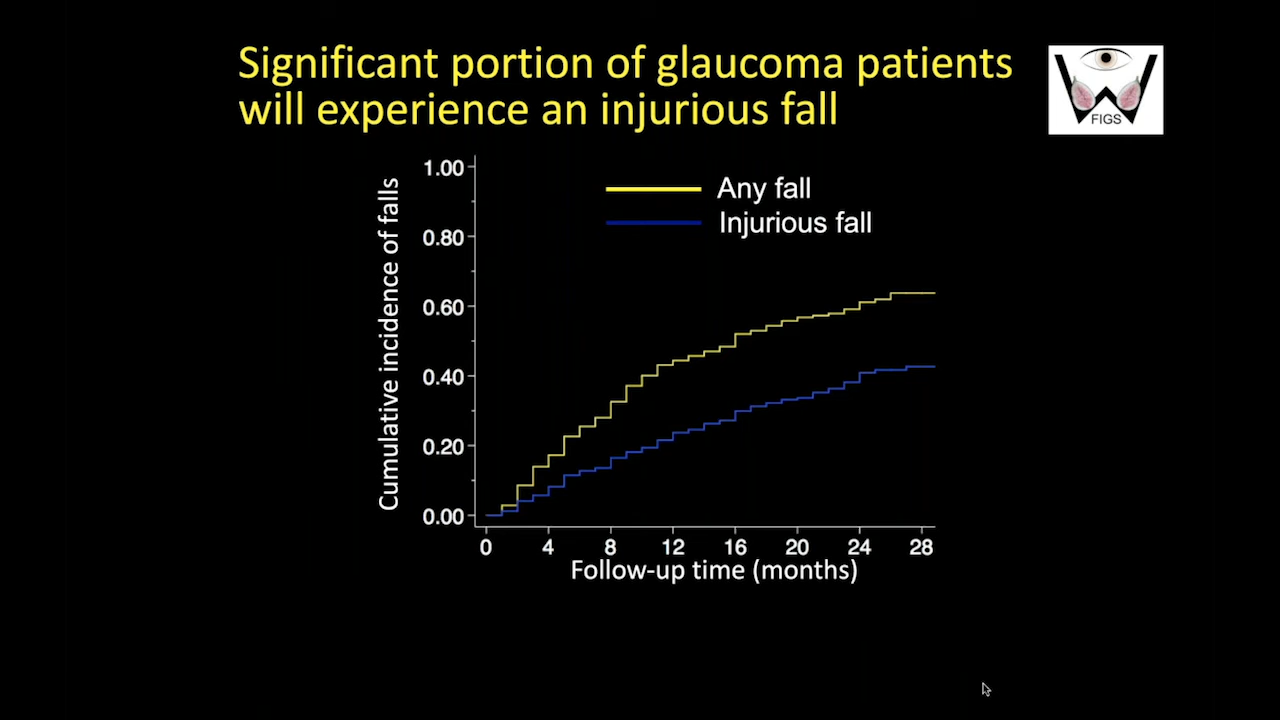 Significant portion of glaucoma patients
will experience an injurious fall
W
FIGS
Cumulative incidence of falls
1.00
0.80
0.60
0.40
0.20
0.00
Any fall
Injurious fall
0 4 8 12 16 20 24 28
Follow-up time (months)